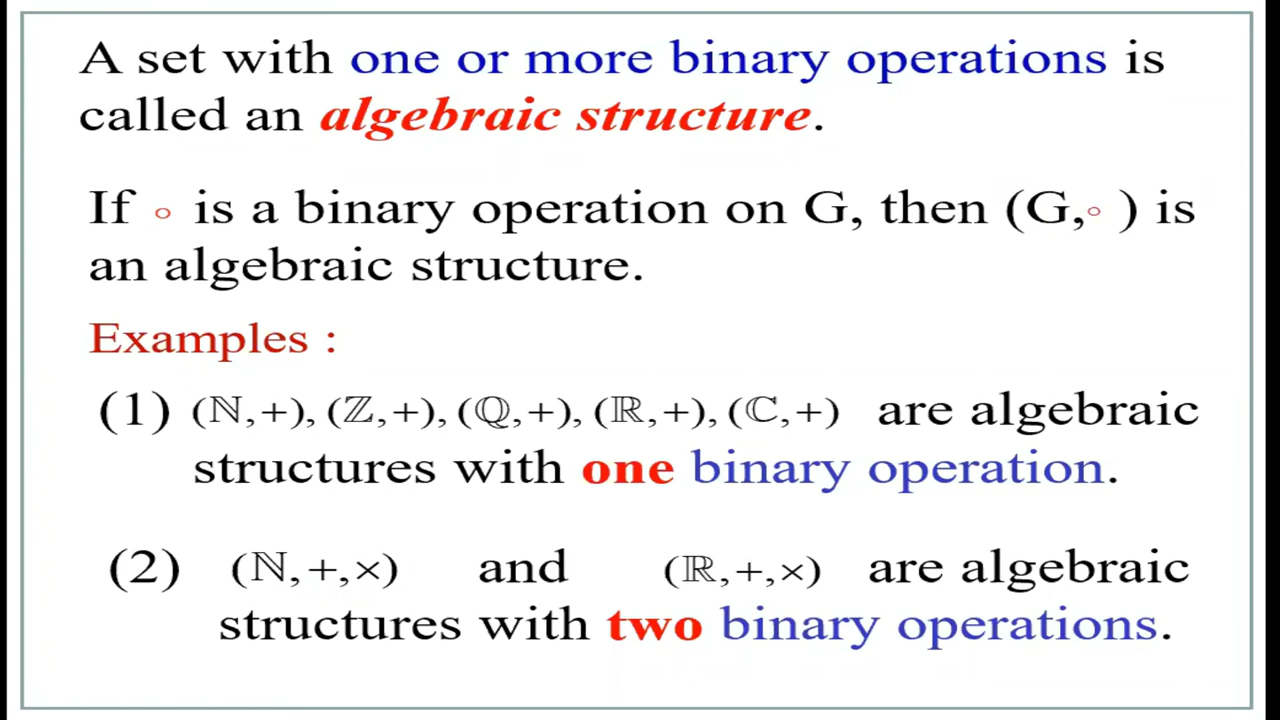 A set with one or more binary operations is
called an algebraic structure.
If ∘ is a binary operation on G, then (G,∘ ) is
an algebraic structure.
Examples :
(1) (ℕ,+), (ℤ,+), (ℚ,+), (ℝ,+), (ℂ,+) are algebraic
structures with one binary operation.
(2) (ℕ,+,×) and (ℝ,+,×) are algebraic
structures with two binary operations.